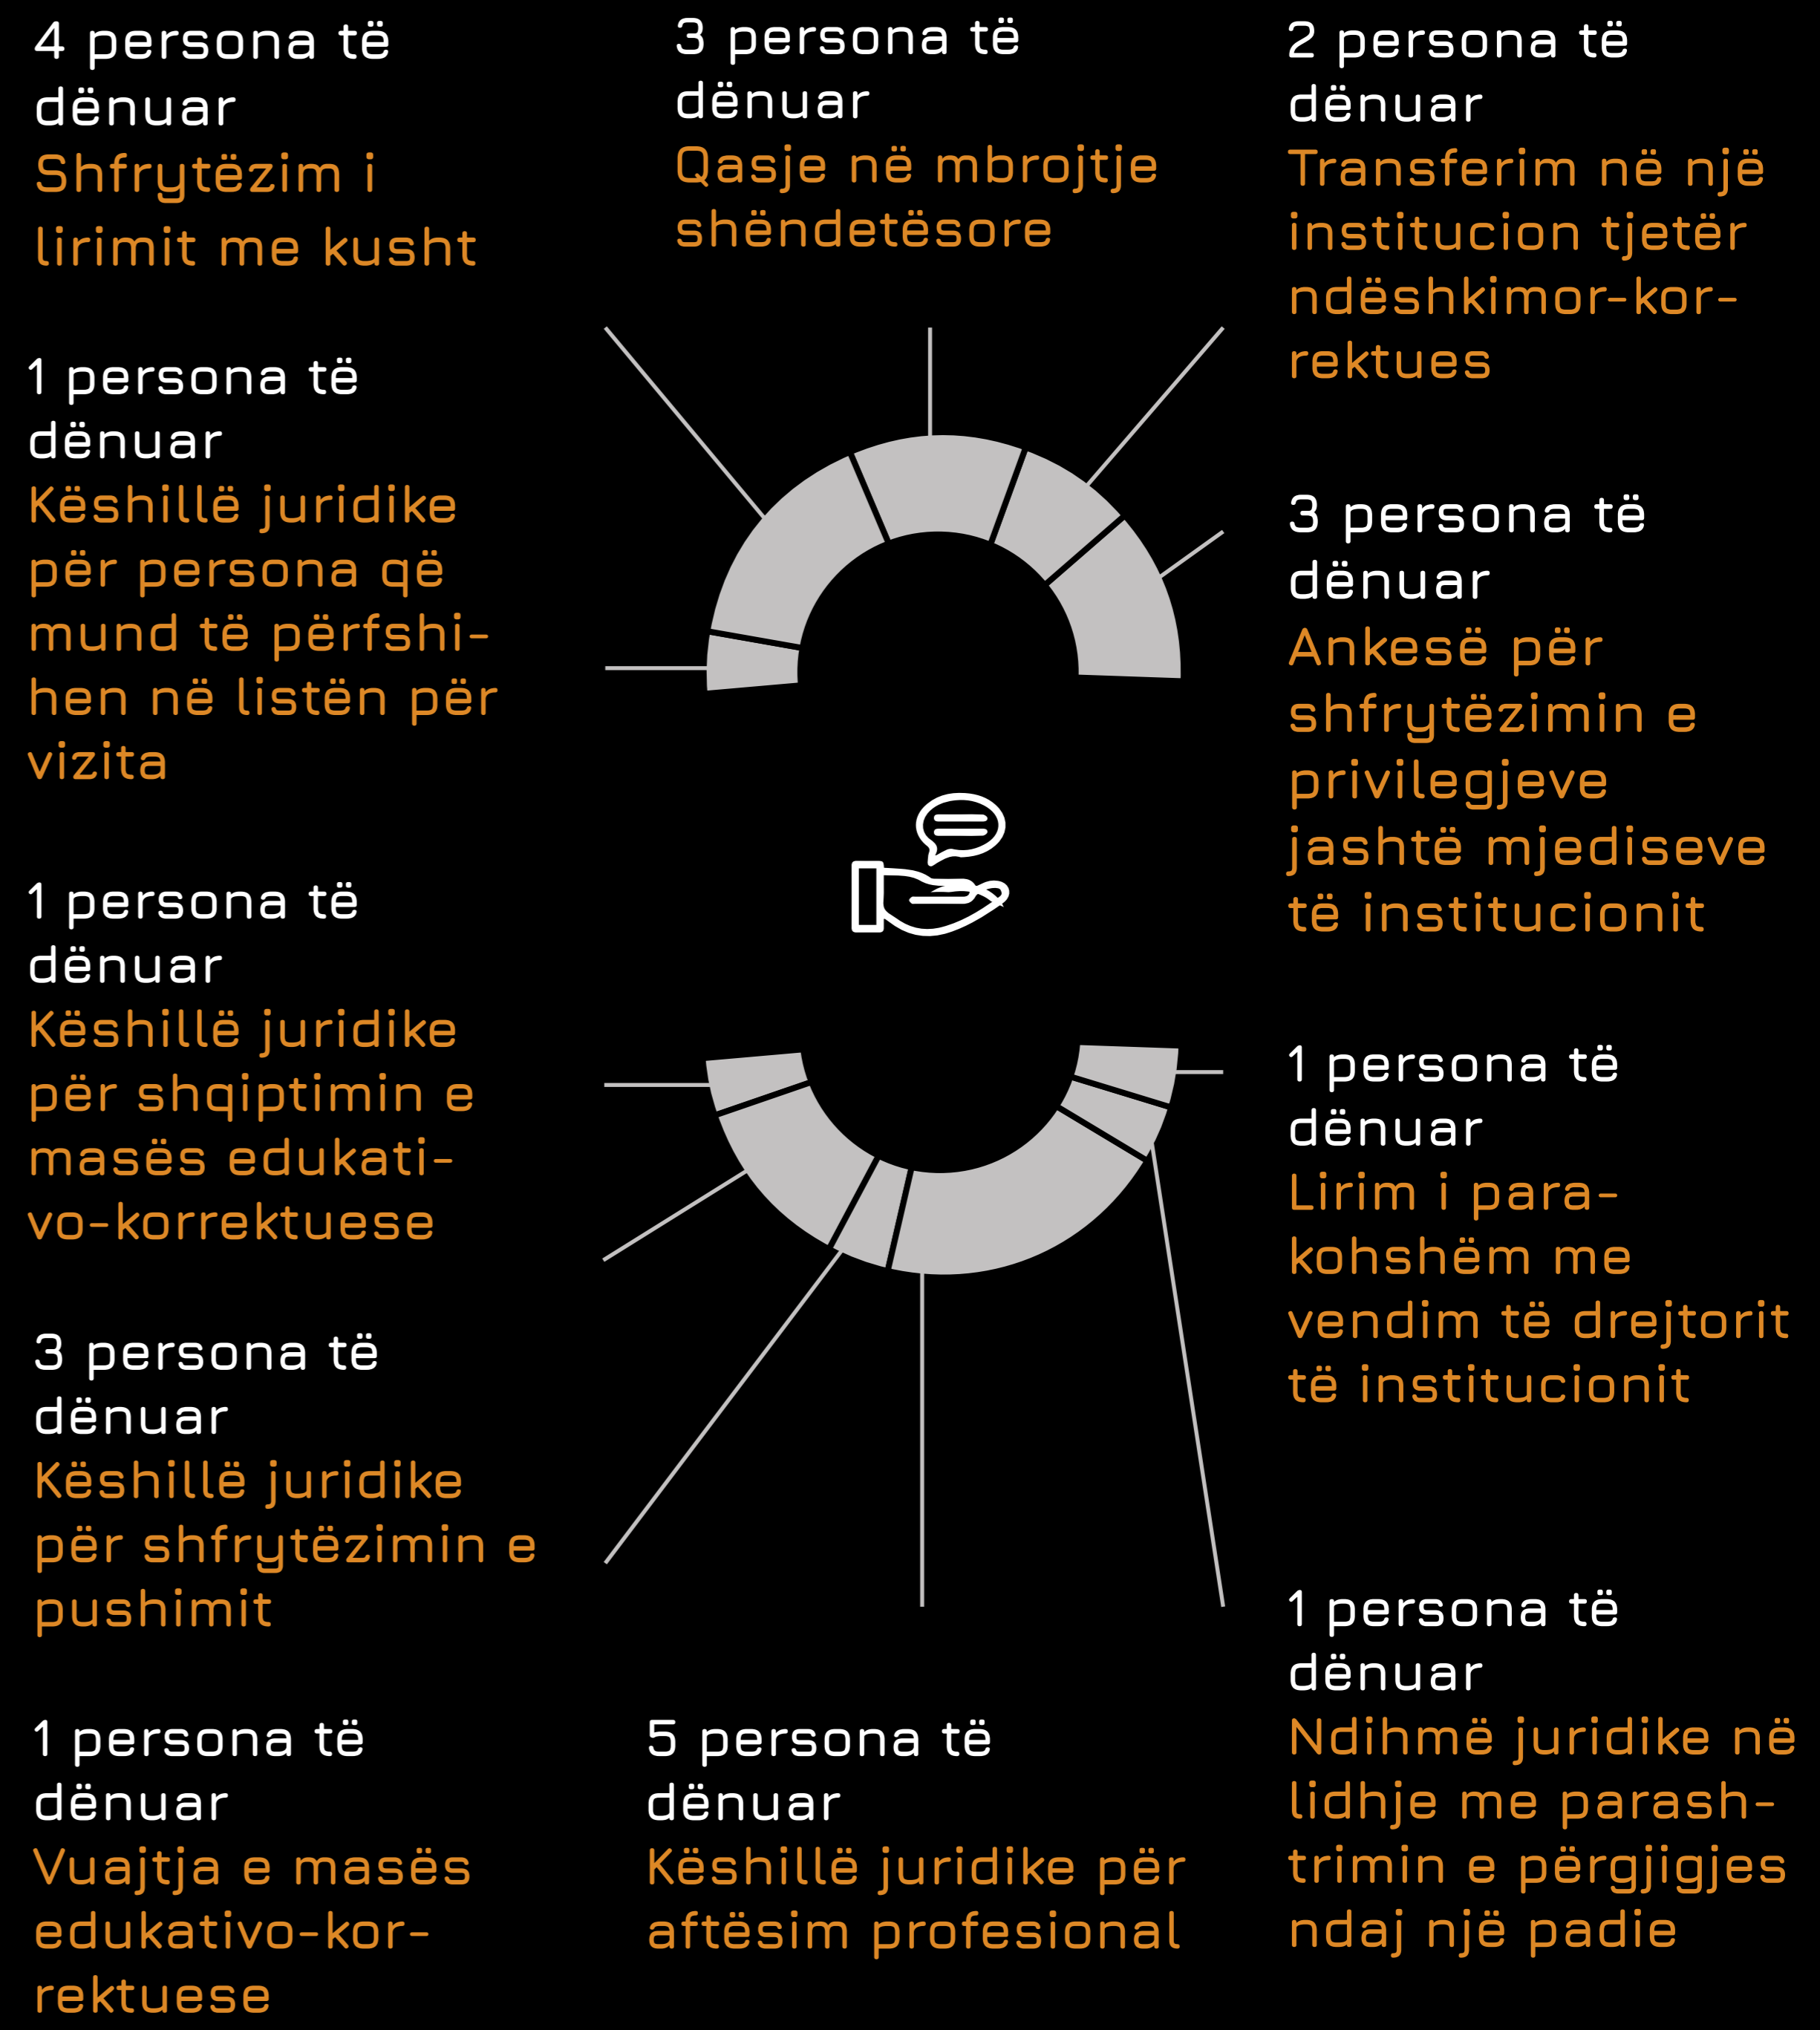 4 persona të
dënuar
Shfrytëzim i
lirimit me kusht
3 persona të
dënuar
Qasje në mbrojtje
shëndetësore
2 persona të
dënuar
Transferim në një
institucion tjetër
ndëshkimor-kor-
rektues
1 persona të
dënuar
Këshillë juridike
për persona që
mund të përfshi-
hen në listën për
vizita
3 persona të
dënuar
Ankesë për
shfrytëzimin e
privilegjeve
jashtë mjediseve
të institucionit
1 persona të
dënuar
Këshillë juridike
për shqiptimin e
masës edukati-
vo-korrektuese
1 persona të
dënuar
Lirim i para-
kohshëm me
vendim të drejtorit
të institucionit
3 persona të
dënuar
Këshillë juridike
për shfrytëzimin e
pushimit
1 persona të
dënuar
Ndihmë juridike në
lidhje me parash-
trimin e përgjigjes
ndaj një padie
1 persona të
dënuar
Vuajtja e masës
edukativo-kor-
rektuese
5 persona të
dënuar
Këshillë juridike për
aftësim profesional